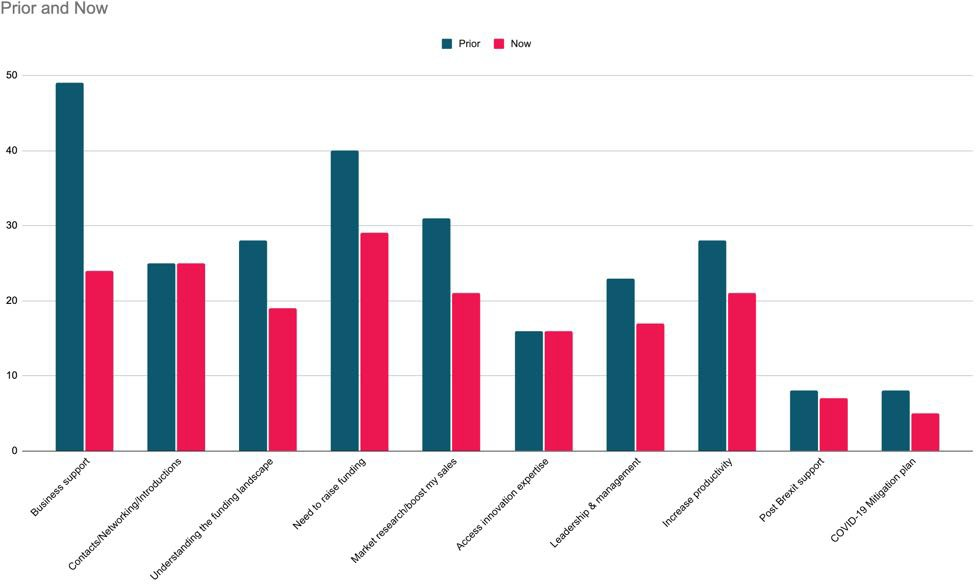 Prior and Now
Prior
Now
50
40
30
20
10
0
Business support
Contacts/Networking/Introductions
Understanding the funding landscape
Need to raise funding
Market research/boost my sales
Access innovation expertise
Leadership & management
Increase productivity
Post Brexit support
COVID-19 Mitigation plan